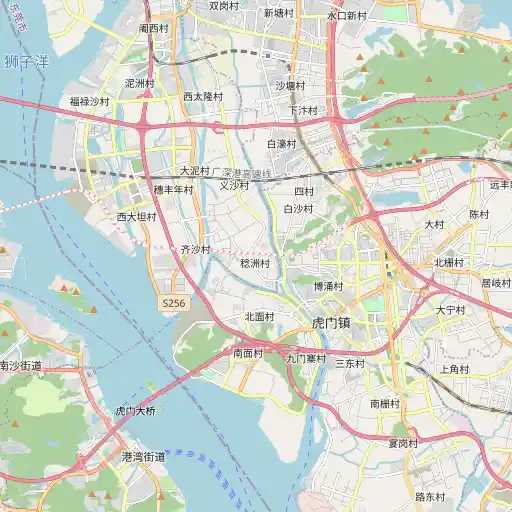 双岗村
新塘村
水口新村
阁西村
狮子洋
泥洲村
沙塘村
福禄沙村
西太隆村
下汴村
白濠村
大泥村
广深港高速线
穗丰年村
义沙村
四村
远丰村
西大坦村
白沙村
陈村
大村
齐沙村
稔洲村
北栅村
博涌村
居岐村
S256
北面村
虎门镇
大宁村
南面村
九门寨村
三东村
南沙街道
上角村
虎门大桥
南栅村
宴岗村
港湾街道
路东村